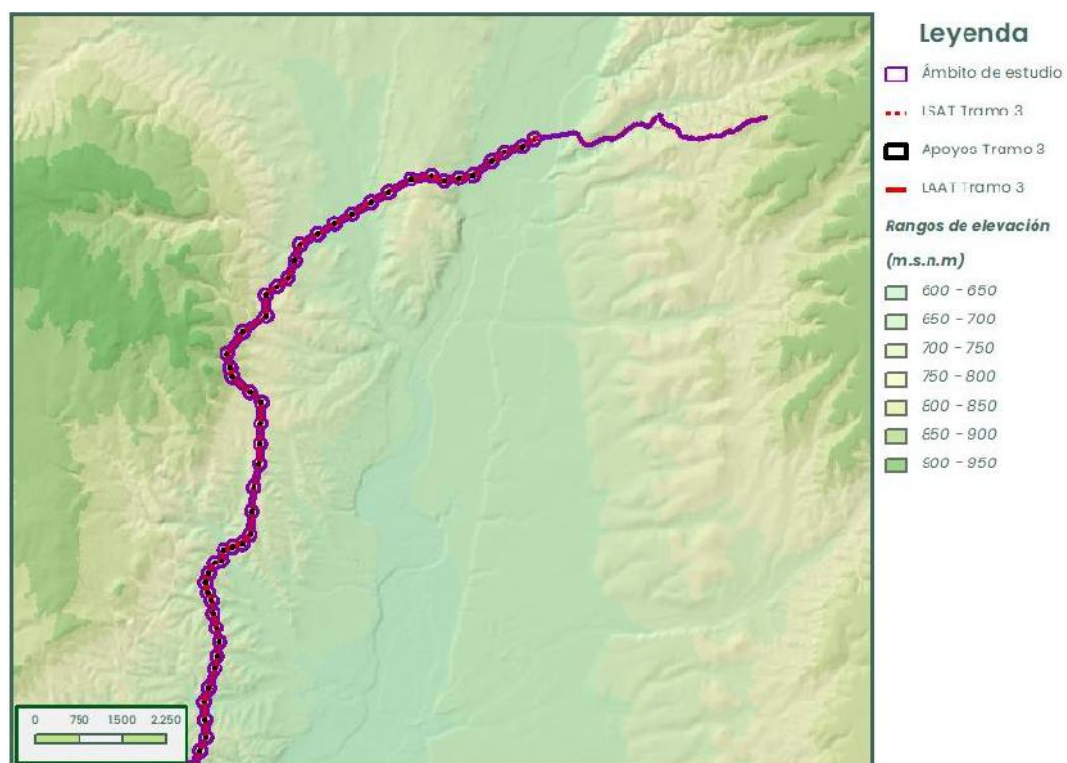 Leyenda
Ámbito de estudio
LSAT Tramo 3
Apoyos Tramo 3
LAAT Tramo 3
Rangos de elevación
(m.s.n.m)
600 - 650
650 - 700
700 - 750
750 - 800
800 - 850
850 - 900
900 - 950
0 750 1500 2.250